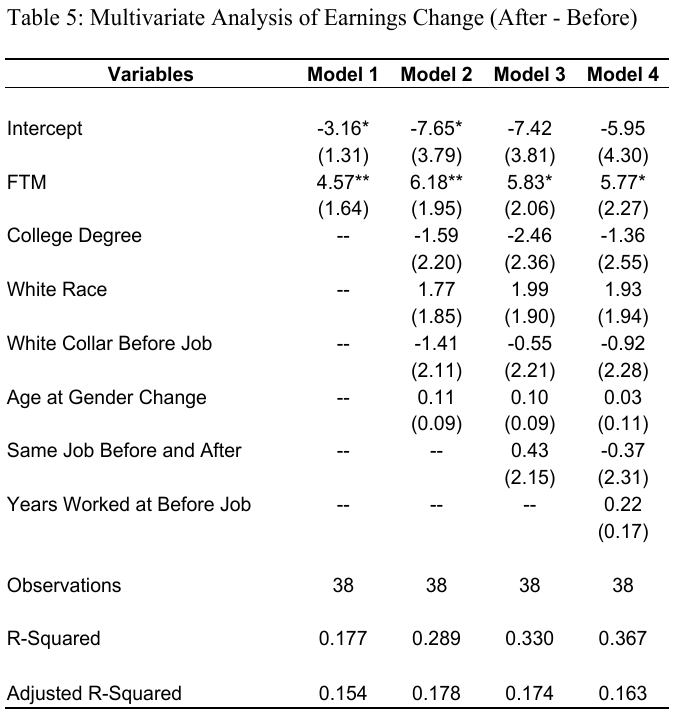 Table 5: Multivariate Analysis of Earnings Change (After - Before)
Variables Model 1 Model 2 Model 3 Model 4
Intercept -3.16* -7.65* -7.42 -5.95
(1.31) (3.79) (3.81) (4.30)
FTM 4.57** 6.18** 5.83* 5.77*
(1.64) (1.95) (2.06) (2.27)
College Degree -- -1.59 -2.46 -1.36
(2.20) (2.36) (2.55)
White Race -- 1.77 1.99 1.93
(1.85) (1.90) (1.94)
White Collar Before Job -- -1.41 -0.55 -0.92
(2.11) (2.21) (2.28)
Age at Gender Change -- 0.11 0.10 0.03
(0.09) (0.09) (0.11)
Same Job Before and After -- -- 0.43 -0.37
(2.15) (2.31)
Years Worked at Before Job -- -- -- 0.22
(0.17)
Observations 38 38 38 38
R-Squared 0.177 0.289 0.330 0.367
Adjusted R-Squared 0.154 0.178 0.174 0.163